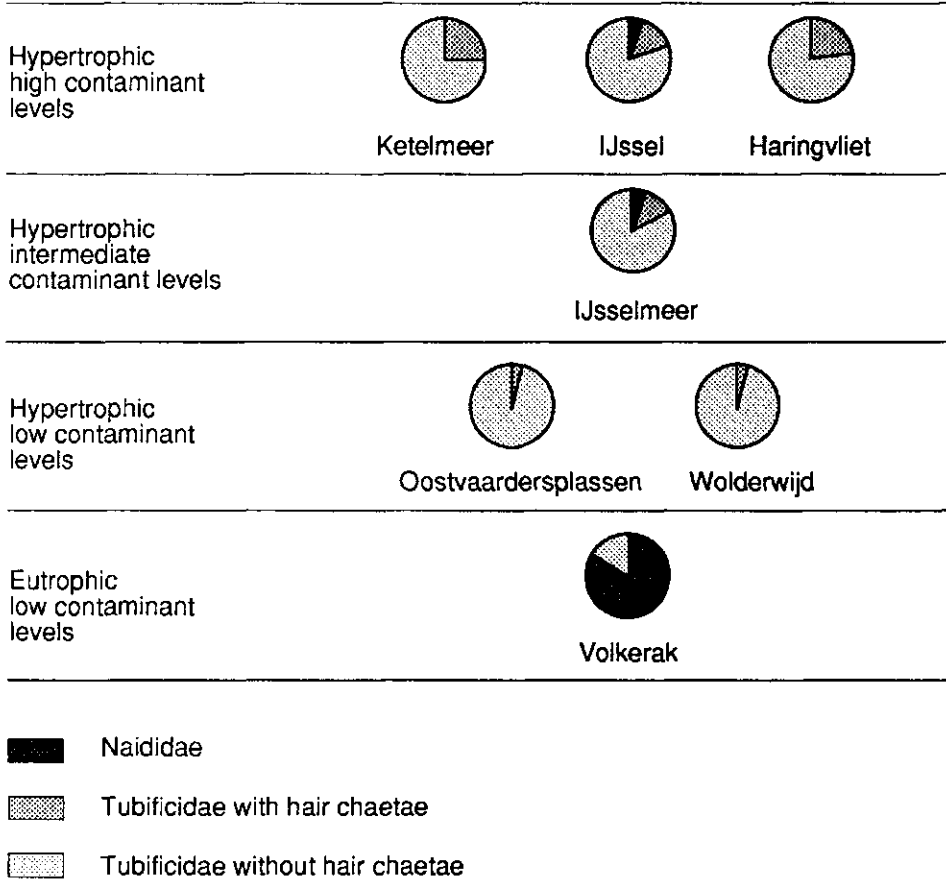 Hypertrophic
high contaminant
levels
Ketelmeer IJssel Haringvliet
Hypertrophic
intermediate
contaminant levels
IJsselmeer
Hypertrophic
low contaminant
levels
Oostvaardersplassen Wolderwijd
Eutrophic
low contaminant
levels
Volkerak
Naididae
Tubificidae with hair chaetae
Tubificidae without hair chaetae